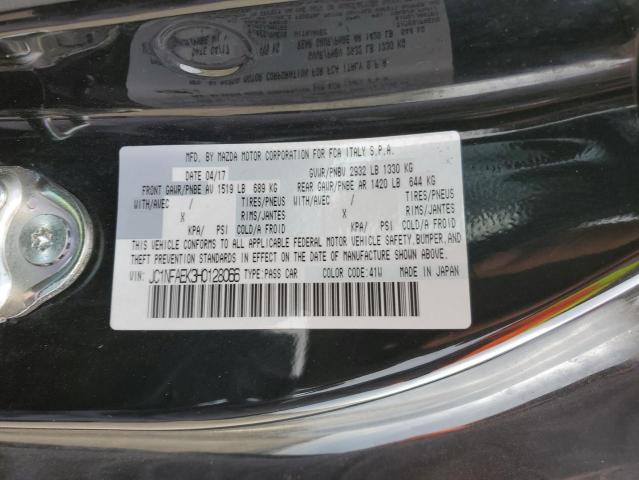 MFD. BY MAZDA MOTOR CORPORATION FOR FCA ITALY S.P.A.
DATE 04/17 GVWR/PNBV 2932 LB 1330 KG
FRONT GAWR/PNBE AV 1519 LB 689 KG REAR GAWR/PNBE AR 1420 LB 644 KG
WITH/AVEC / TIRES/PNEUS WITH/AVEC / TIRES/PNEUS
X RIMS/JANTES X RIMS/JANTES
KPA/ PSI COLD/A FROID KPA/ PSI COLD/A FROID
THIS VEHICLE CONFORMS TO ALL APPLICABLE FEDERAL MOTOR VEHICLE SAFETY, BUMPER, AND
THEFT PREVENTION STANDARDS IN EFFECT ON THE DATE OF MANUFACTURE SHOWN ABOVE.
VIN: JC1NFAEK3H0128066 TYPE:PASS CAR COLOR CODE:41W MADE IN JAPAN